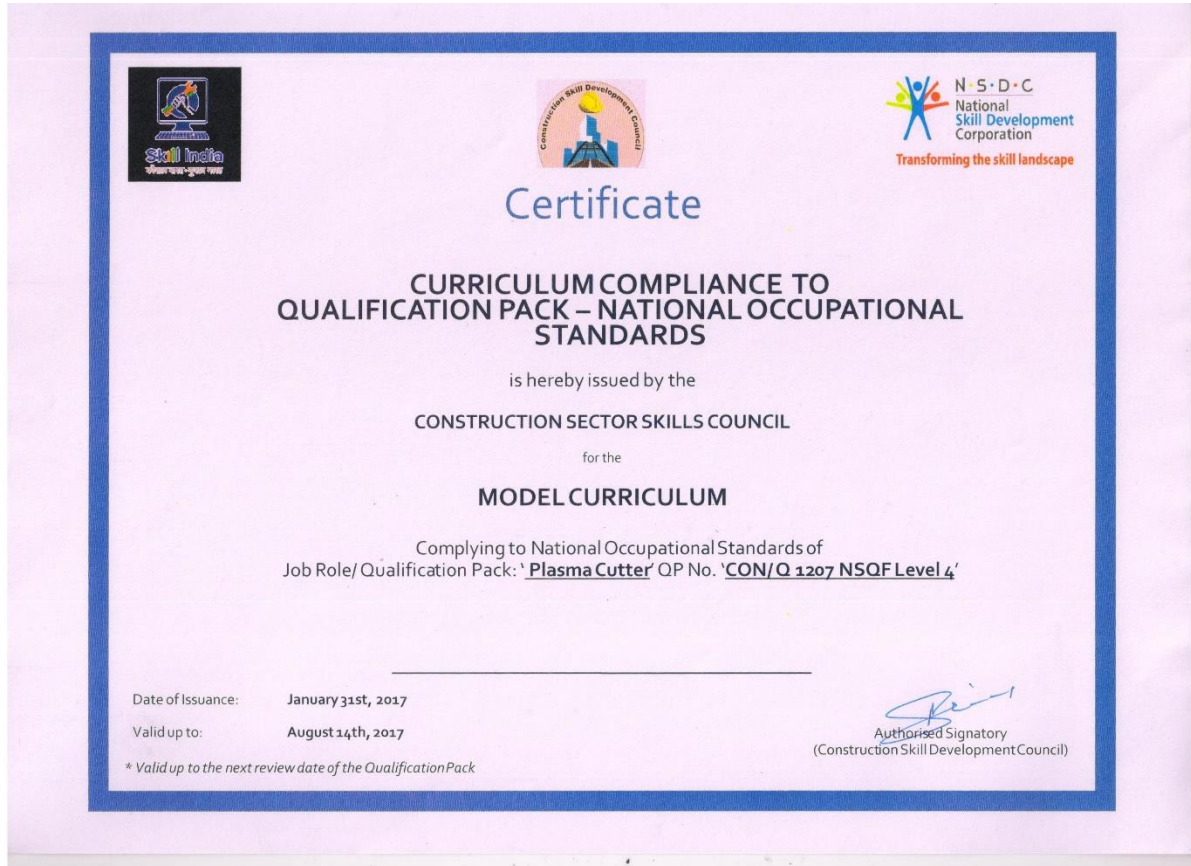 Skill India
कौशल भारत-कुशल भारत
Construction Skill Development Council
N·S·D·C
National
Skill Development
Corporation
Transforming the skill landscape
Certificate
CURRICULUM COMPLIANCE TO
QUALIFICATION PACK – NATIONAL OCCUPATIONAL
STANDARDS
is hereby issued by the
CONSTRUCTION SECTOR SKILLS COUNCIL
for the
MODEL CURRICULUM
Complying to National Occupational Standards of
Job Role/ Qualification Pack: ‘ Plasma Cutter’ QP No. ‘CON/ Q 1207 NSQF Level 4’
Date of Issuance: January 31st, 2017
Valid up to: August 14th, 2017
* Valid up to the next review date of the Qualification Pack
Authorised Signatory
(Construction Skill Development Council)